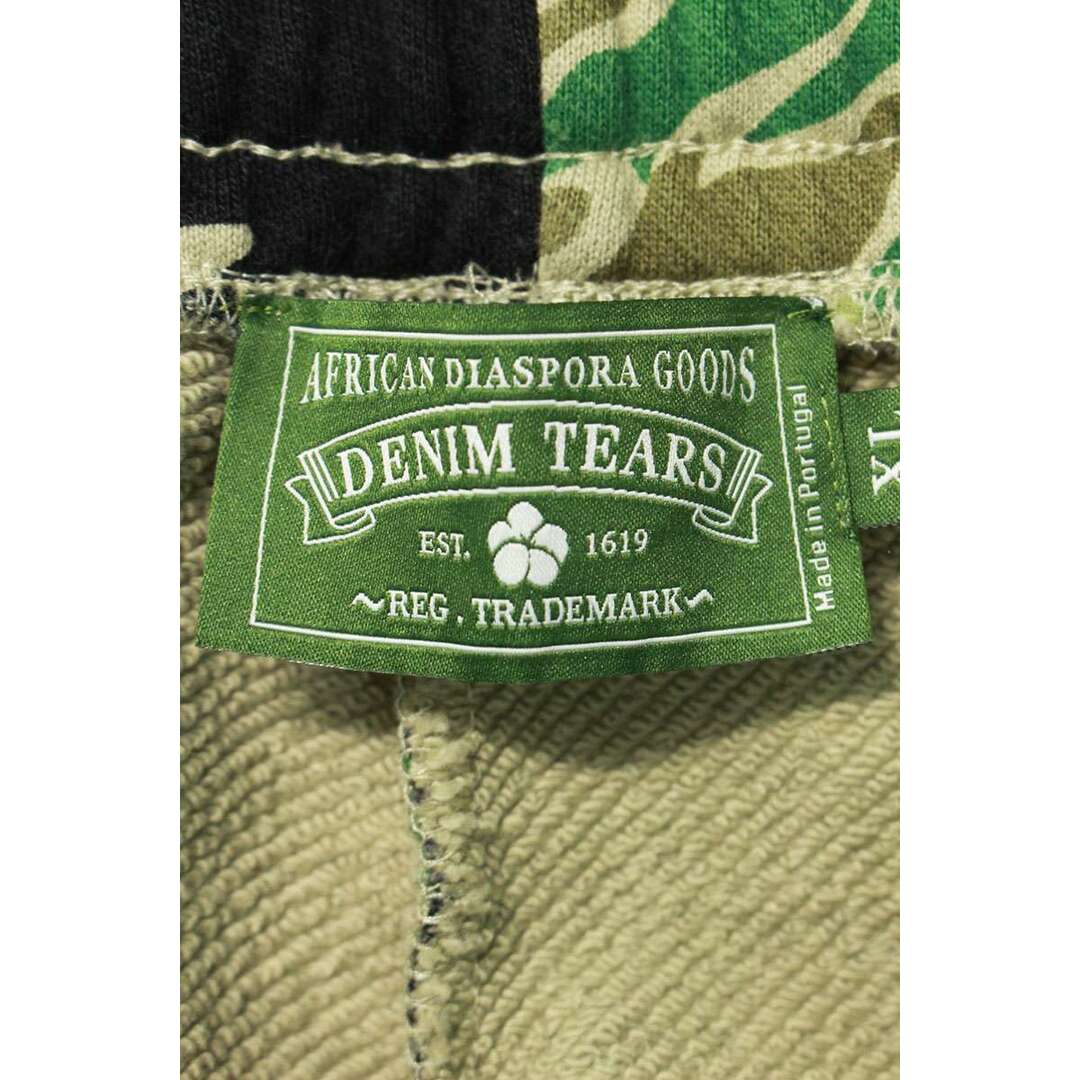 AFRICAN DIASPORA GOODS
DENIM TEARS
EST. 1619
~REG. TRADEMARK~
Made in Portugal
XL